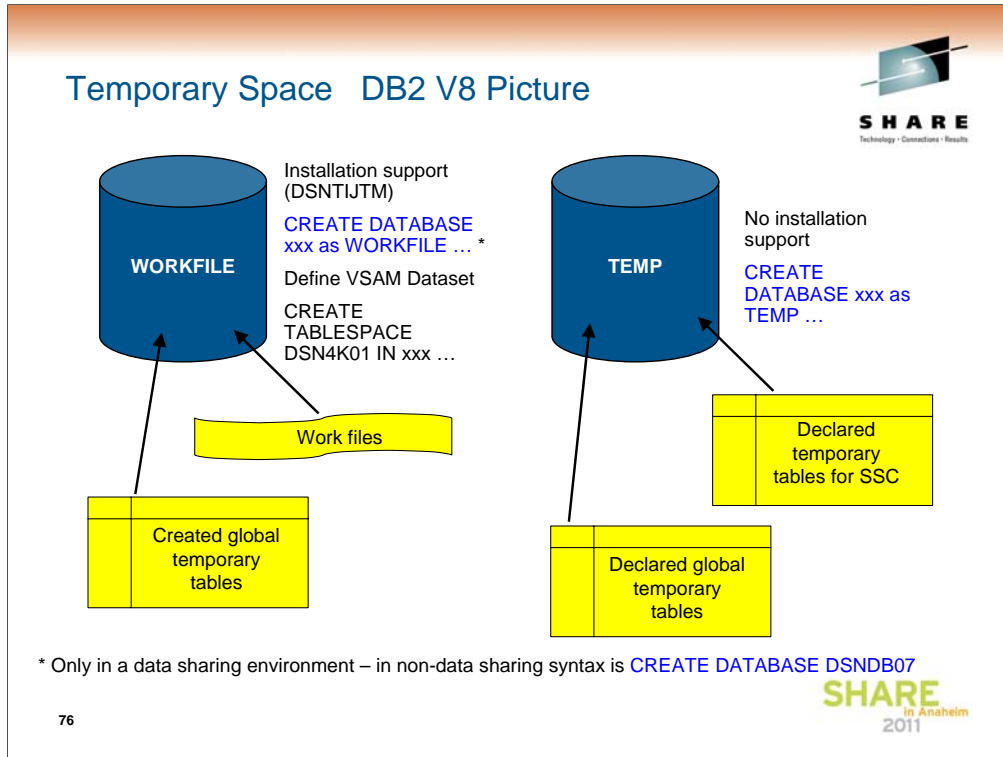 Temporary Space DB2 V8 Picture
SHARE
Technology · Connections · Results
WORKFILE
Installation support
(DSNTIJTM)
CREATE DATABASE
xxx as WORKFILE … *
Define VSAM Dataset
CREATE
TABLESPACE
DSN4K01 IN xxx …
TEMP
No installation
support
CREATE
DATABASE xxx as
TEMP …
Work files
Created global
temporary
tables
Declared
temporary
tables for SSC
Declared global
temporary
tables
* Only in a data sharing environment – in non-data sharing syntax is CREATE DATABASE DSNDB07
76
SHARE
in Anaheim
2011